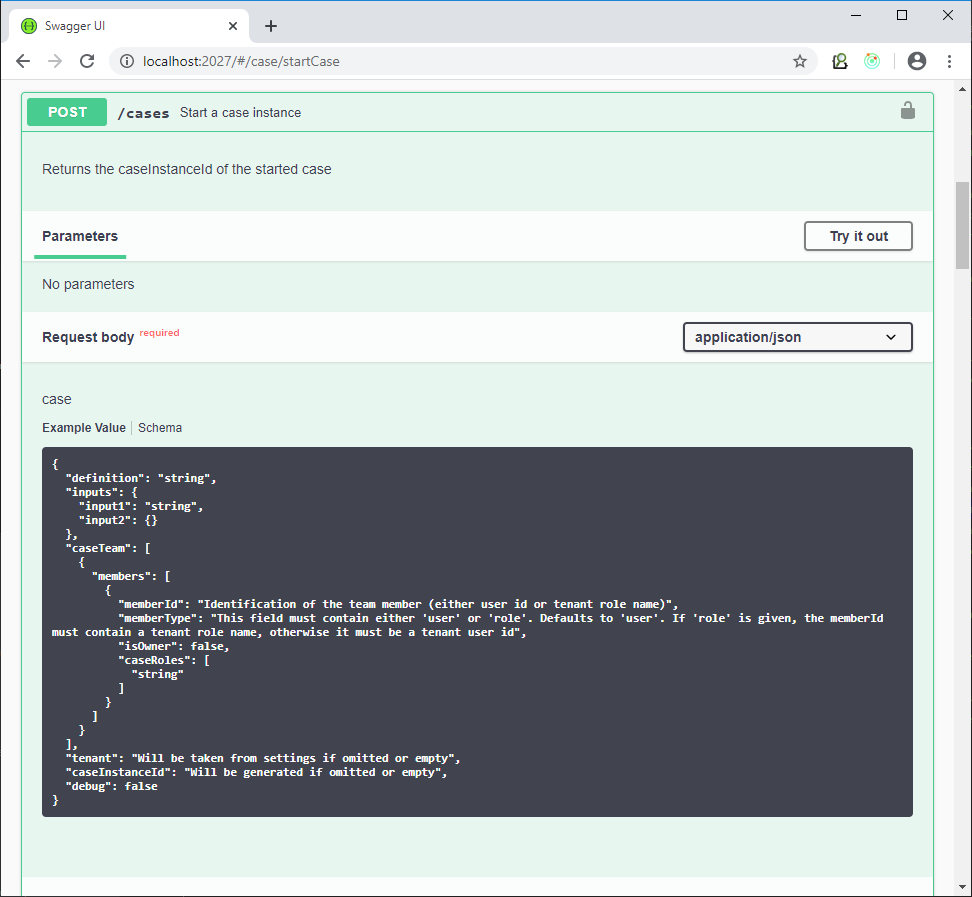 Swagger UI
localhost:2027/#/case/startCase
POST /cases Start a case instance
Returns the caseInstanceId of the started case
Parameters
Try it out
No parameters
Request body required
application/json
case
Example Value Schema
{
  "definition": "string",
  "inputs": {
    "input1": "string",
    "input2": {}
  },
  "caseTeam": [
    {
      "members": [
        {
          "memberId": "Identification of the team member (either user id or tenant role name)",
          "memberType": "This field must contain either 'user' or 'role'. Defaults to 'user'. If 'role' is given, the memberId
must contain a tenant role name, otherwise it must be a tenant user id",
          "isOwner": false,
          "caseRoles": [
            "string"
          ]
        }
      ]
    }
  ],
  "tenant": "Will be taken from settings if omitted or empty",
  "caseInstanceId": "Will be generated if omitted or empty",
  "debug": false
}